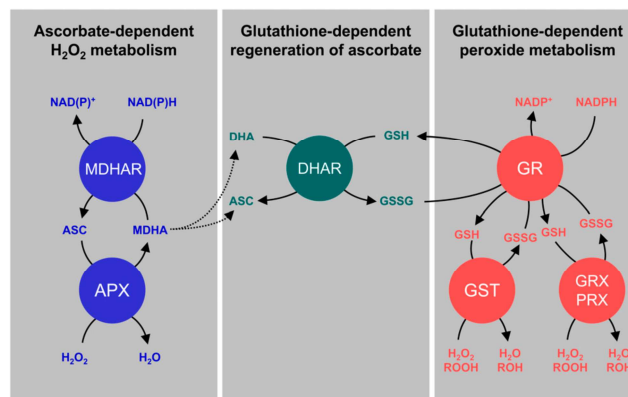 Ascorbate-dependent
H₂O₂ metabolism
NAD(P)⁺
NAD(P)H
MDHAR
ASC
MDHA
APX
H₂O₂
H₂O
Glutathione-dependent
regeneration of ascorbate
DHA
GSH
DHAR
ASC
GSSG
Glutathione-dependent
peroxide metabolism
NADP⁺
NADPH
GR
GSH
GSSG
GSH
GSSG
GST
GRX
PRX
H₂O₂
ROOH
H₂O
ROH
H₂O₂
ROOH
H₂O
ROH